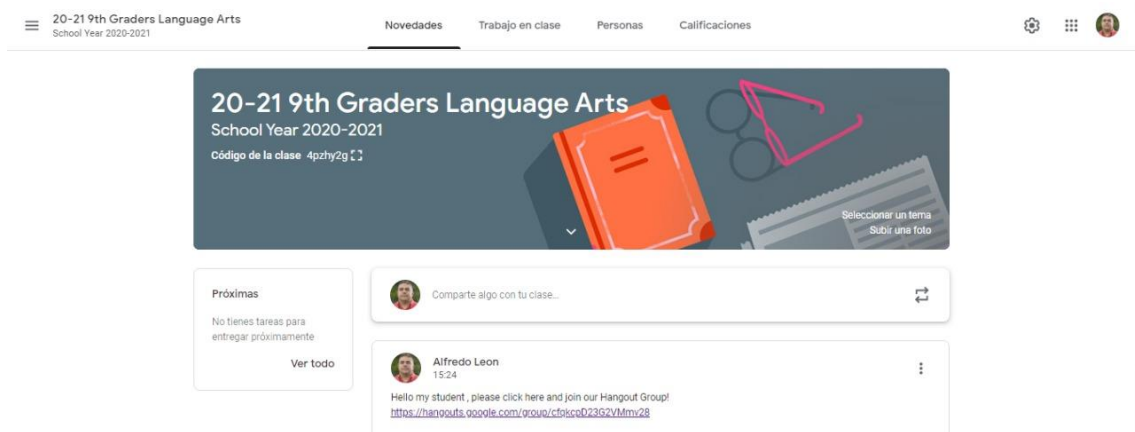 20-21 9th Graders Language Arts
School Year 2020-2021
Novedades
Trabajo en clase
Personas
Calificaciones
20-21 9th Graders Language Arts
School Year 2020-2021
Código de la clase 4pzhy2g
Seleccionar un tema
Subir una foto
Próximas
No tienes tareas para
entregar próximamente
Ver todo
Comparte algo con tu clase...
Alfredo Leon
15:24
Hello my student , please click here and join our Hangout Group!
https://hangouts.google.com/group/cfqkcpD23G2VMmv28